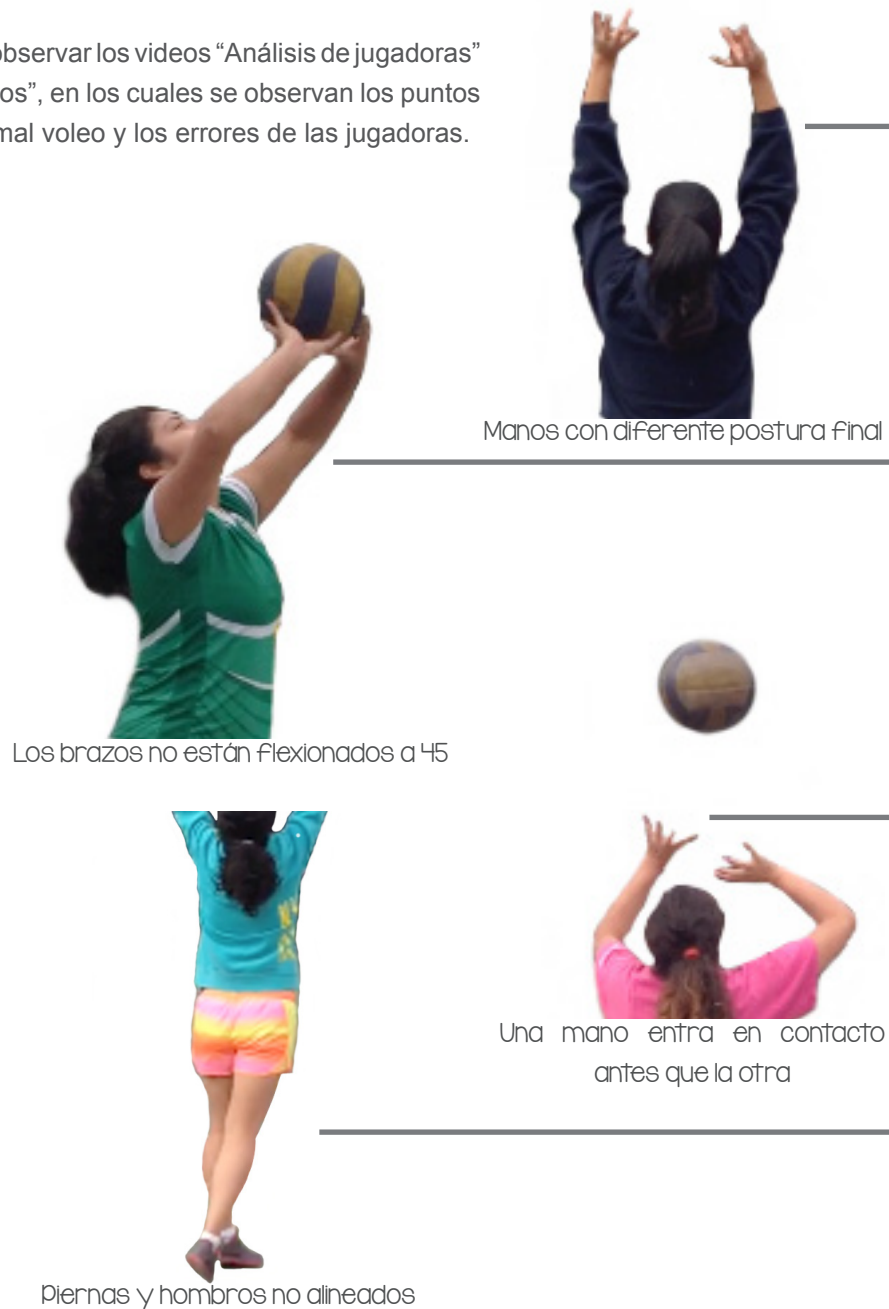 observar los videos “Análisis de jugadoras”
os”, en los cuales se observan los puntos
mal voleo y los errores de las jugadoras.
Manos con diferente postura final
Los brazos no están flexionados a 45
Una mano entra en contacto
antes que la otra
Piernas y hombros no alineados